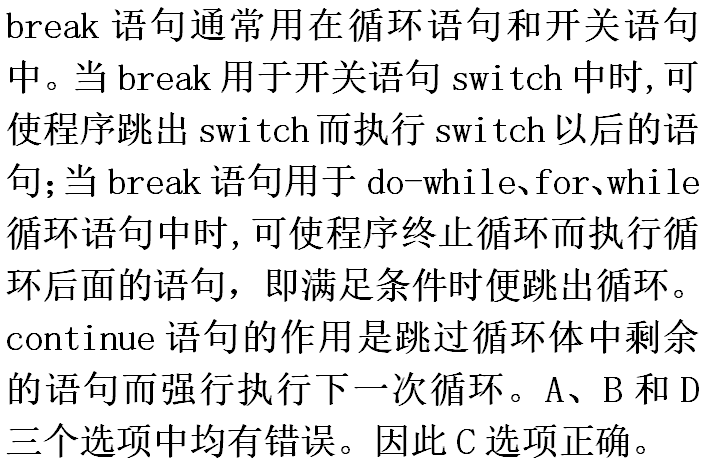 break 语句通常用在循环语句和开关语句
中。当 break 用于开关语句 switch 中时,可
使程序跳出 switch 而执行 switch 以后的语
句;当 break 语句用于 do-while、for、while
循环语句中时,可使程序终止循环而执行循
环后面的语句，即满足条件时便跳出循环。
continue 语句的作用是跳过循环体中剩余
的语句而强行执行下一次循环。A、B 和 D
三个选项中均有错误。因此 C 选项正确。